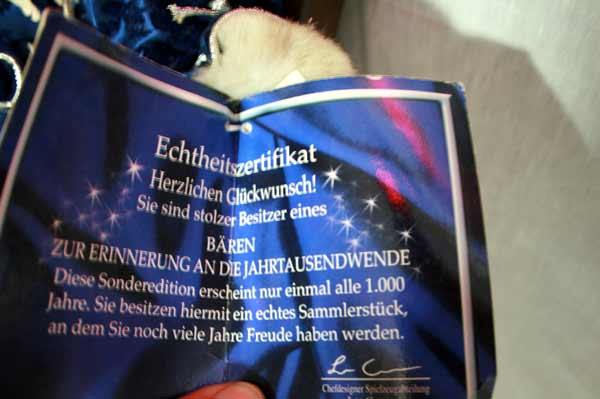 Echtheitszertifikat
Herzlichen Glückwunsch!
Sie sind stolzer Besitzer eines
BÄREN
ZUR ERINNERUNG AN DIE JAHRTAUSENDWENDE
Diese Sonderedition erscheint nur einmal alle 1.000
Jahre. Sie besitzen hiermit ein echtes Sammlerstück,
an dem Sie noch viele Jahre Freude haben werden.
Chefdesigner Spielzeugabteilung